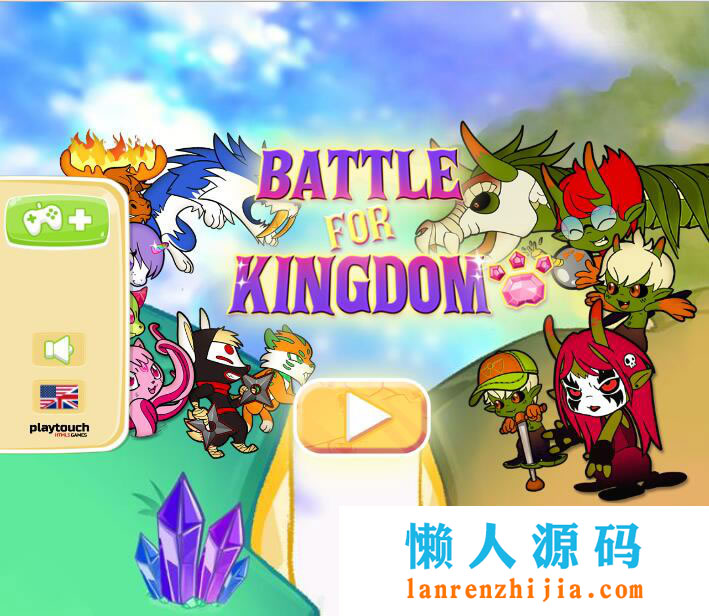 BATTLE
FOR
KINGDOM
playtouch
HTML5 GAMES
懒人源码
lanrenzhijia.com